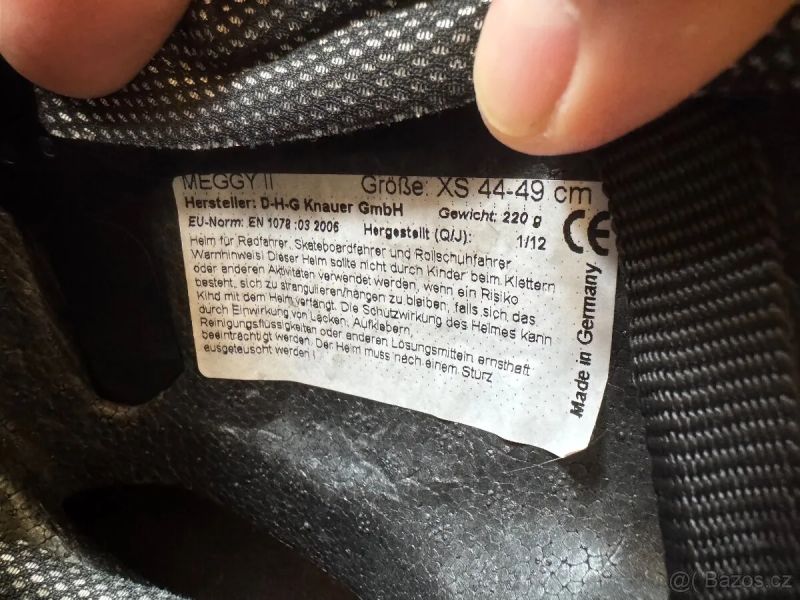 MEGGY II Größe: XS 44-49 cm
Hersteller: D-H-G Knauer GmbH Gewicht: 220 g
EU-Norm: EN 1078 :03 2006 Hergestellt (Q/J): 1/12
CE
Helm für Radfahrer, Skateboardfahrer und Rollschuhfahrer
Warnhinweis! Dieser Helm sollte nicht durch Kinder beim Klettern
oder anderen Aktivitäten verwendet werden, wenn ein Risiko
besteht, sich zu strangulieren/hängen zu bleiben, falls sich das
Kind mit dem Helm verfängt. Die Schutzwirkung des Helmes kann
durch Einwirkung von Lacken, Aufklebern,
Reinigungsflüssigkeiten oder anderen Lösungsmitteln ernsthaft
beeinträchtigt werden. Der Helm muss nach einem Sturz
ausgetauscht werden !
Made in Germany
@( Bazos.cz